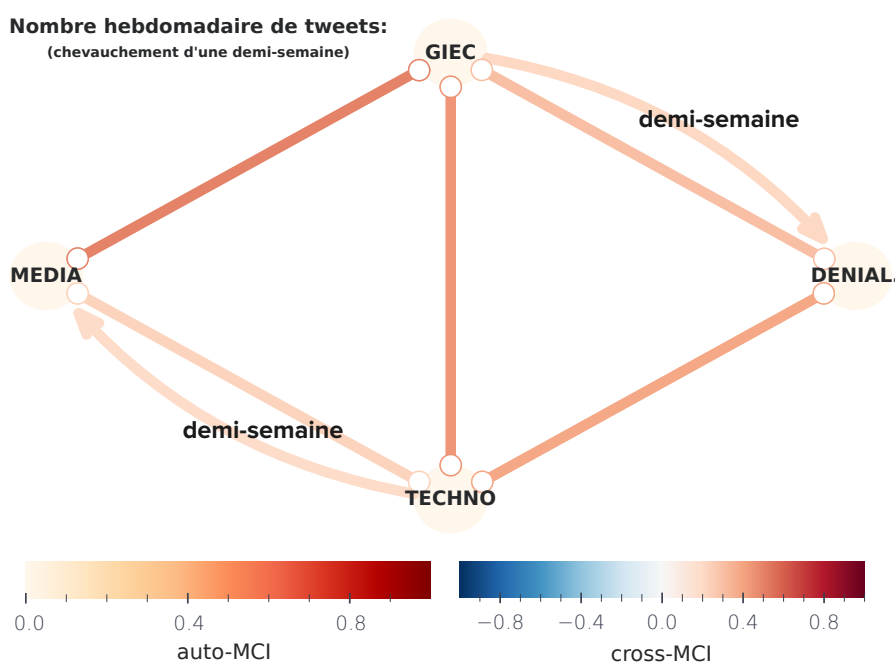 Nombre hebdomadaire de tweets:
(chevauchement d'une demi-semaine)
GIEC
demi-semaine
MEDIA
DENIAL.
demi-semaine
TECHNO
0.0 0.4 0.8
auto-MCI
−0.8 −0.4 0.0 0.4 0.8
cross-MCI